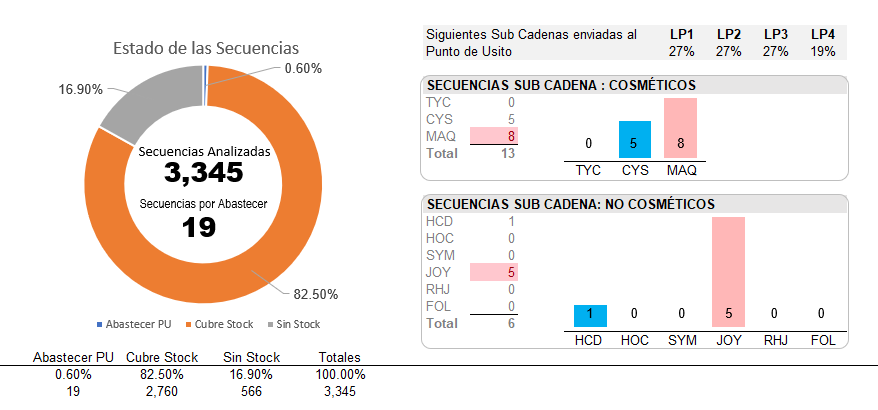 Estado de las Secuencias
0.60%
16.90%
Secuencias Analizadas
3,345
Secuencias por Abastecer
19
82.50%
Abastecer PU Cubre Stock Sin Stock
Abastecer PU Cubre Stock Sin Stock Totales
0.60% 82.50% 16.90% 100.00%
19 2,760 566 3,345
Siguientes Sub Cadenas enviadas al LP1 LP2 LP3 LP4
Punto de Usito 27% 27% 27% 19%
SECUENCIAS SUB CADENA : COSMÉTICOS
TYC 0
CYS 5
MAQ 8
Total 13
0 5 8
TYC CYS MAQ
SECUENCIAS SUB CADENA: NO COSMÉTICOS
HCD 1
HOC 0
SYM 0
JOY 5
RHJ 0
FOL 0
Total 6
1 0 0 5 0 0
HCD HOC SYM JOY RHJ FOL